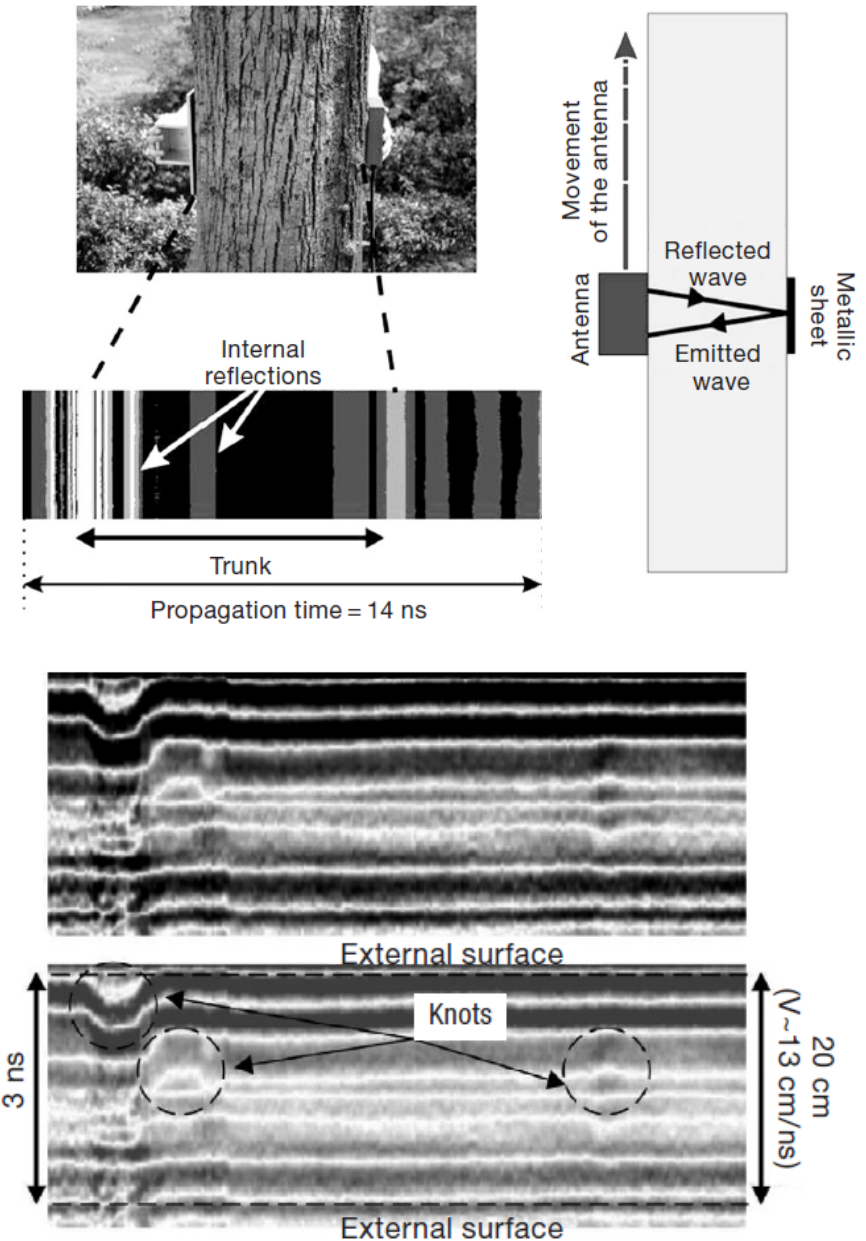 Movement
of the antenna
Reflected
wave
Antenna
Metallic
sheet
Emitted
wave
Internal
reflections
Trunk
Propagation time = 14 ns
External surface
Knots
3 ns
20 cm
(V~13 cm/ns)
External surface